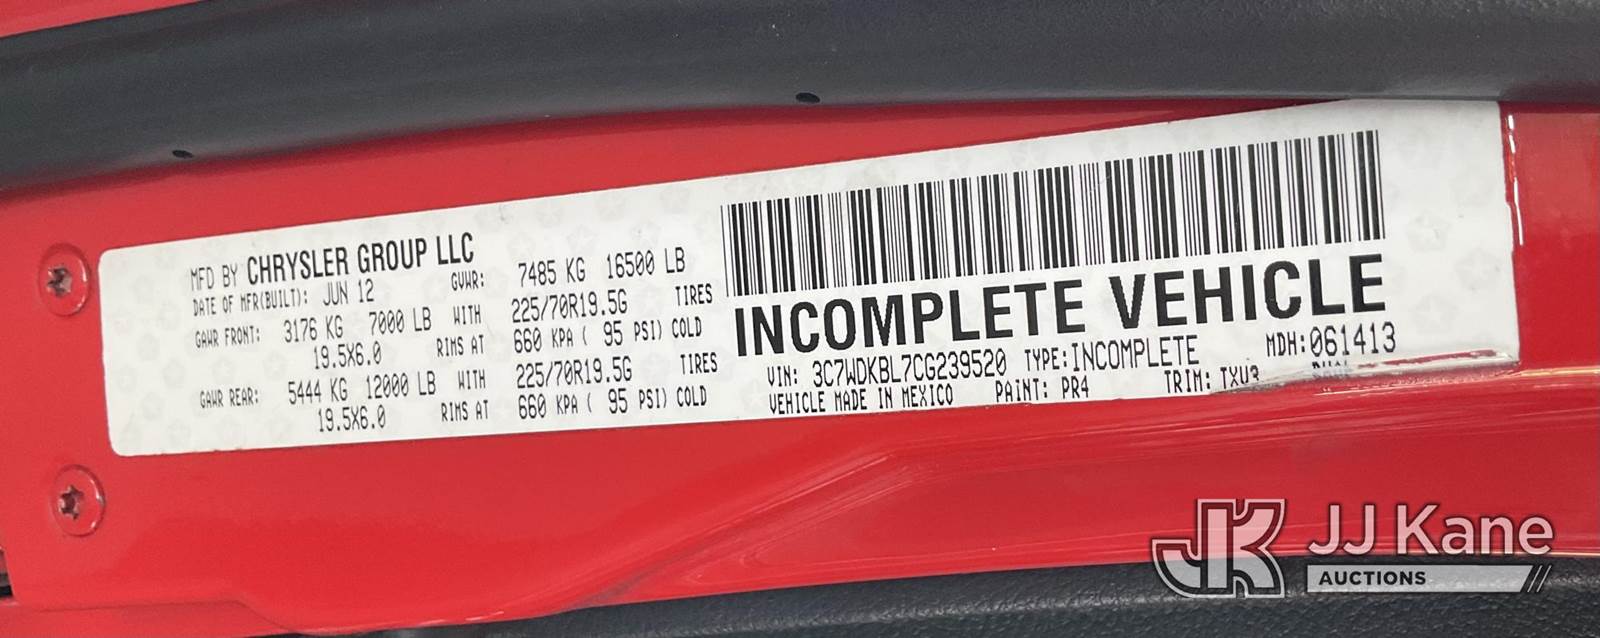 MFD BY CHRYSLER GROUP LLC
DATE OF MFR(BUILT): JUN 12 GVWR: 7485 KG 16500 LB
GAWR FRONT: 3176 KG 7000 LB WITH 225/70R19.5G TIRES
19.5X6.0 RIMS AT 660 KPA ( 95 PSI) COLD
GAWR REAR: 5444 KG 12000 LB WITH 225/70R19.5G TIRES
19.5X6.0 RIMS AT 660 KPA ( 95 PSI) COLD
INCOMPLETE VEHICLE
VIN: 3C7WDKBL7CG239520 TYPE: INCOMPLETE MDH: 061413
VEHICLE MADE IN MEXICO PAINT: PR4 TRIM:
JK JJ Kane
AUCTIONS